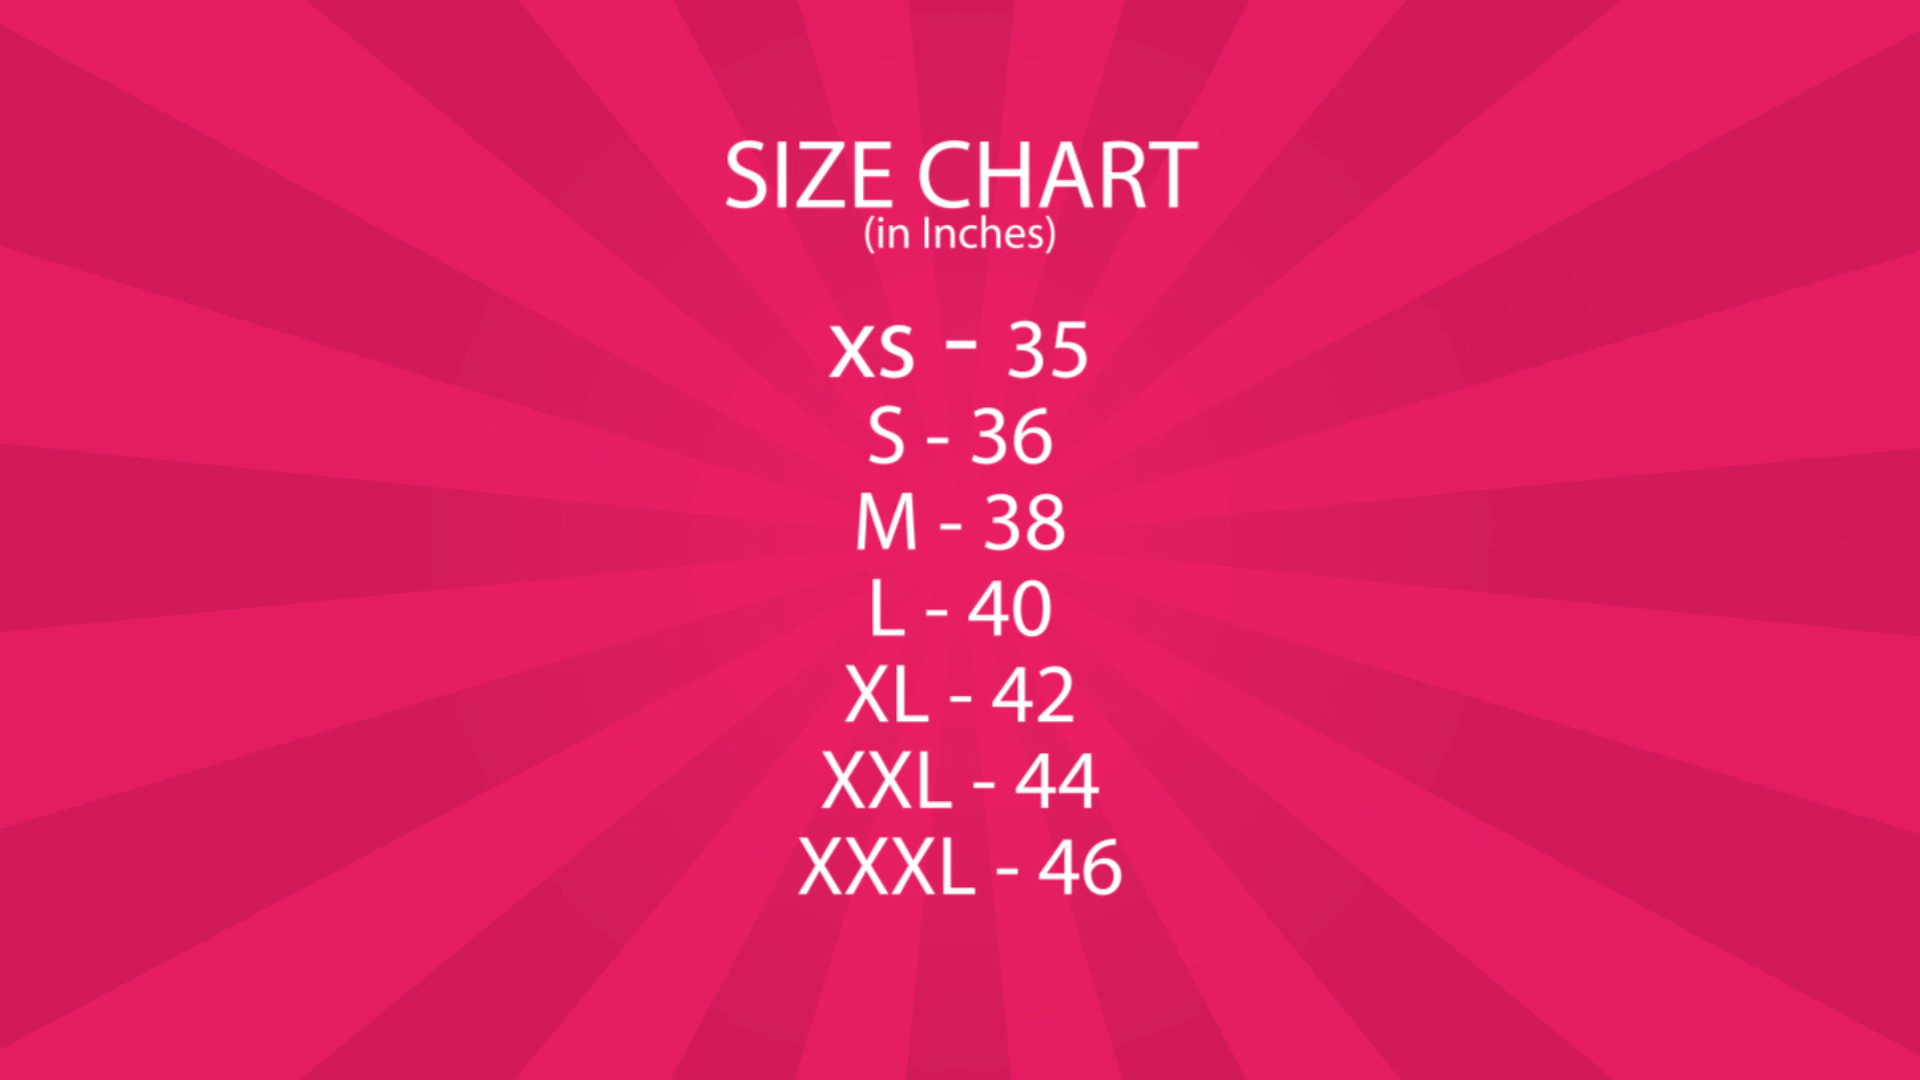 SIZE CHART
(in Inches)
xs - 35
S - 36
M - 38
L - 40
XL - 42
XXL - 44
XXXL - 46